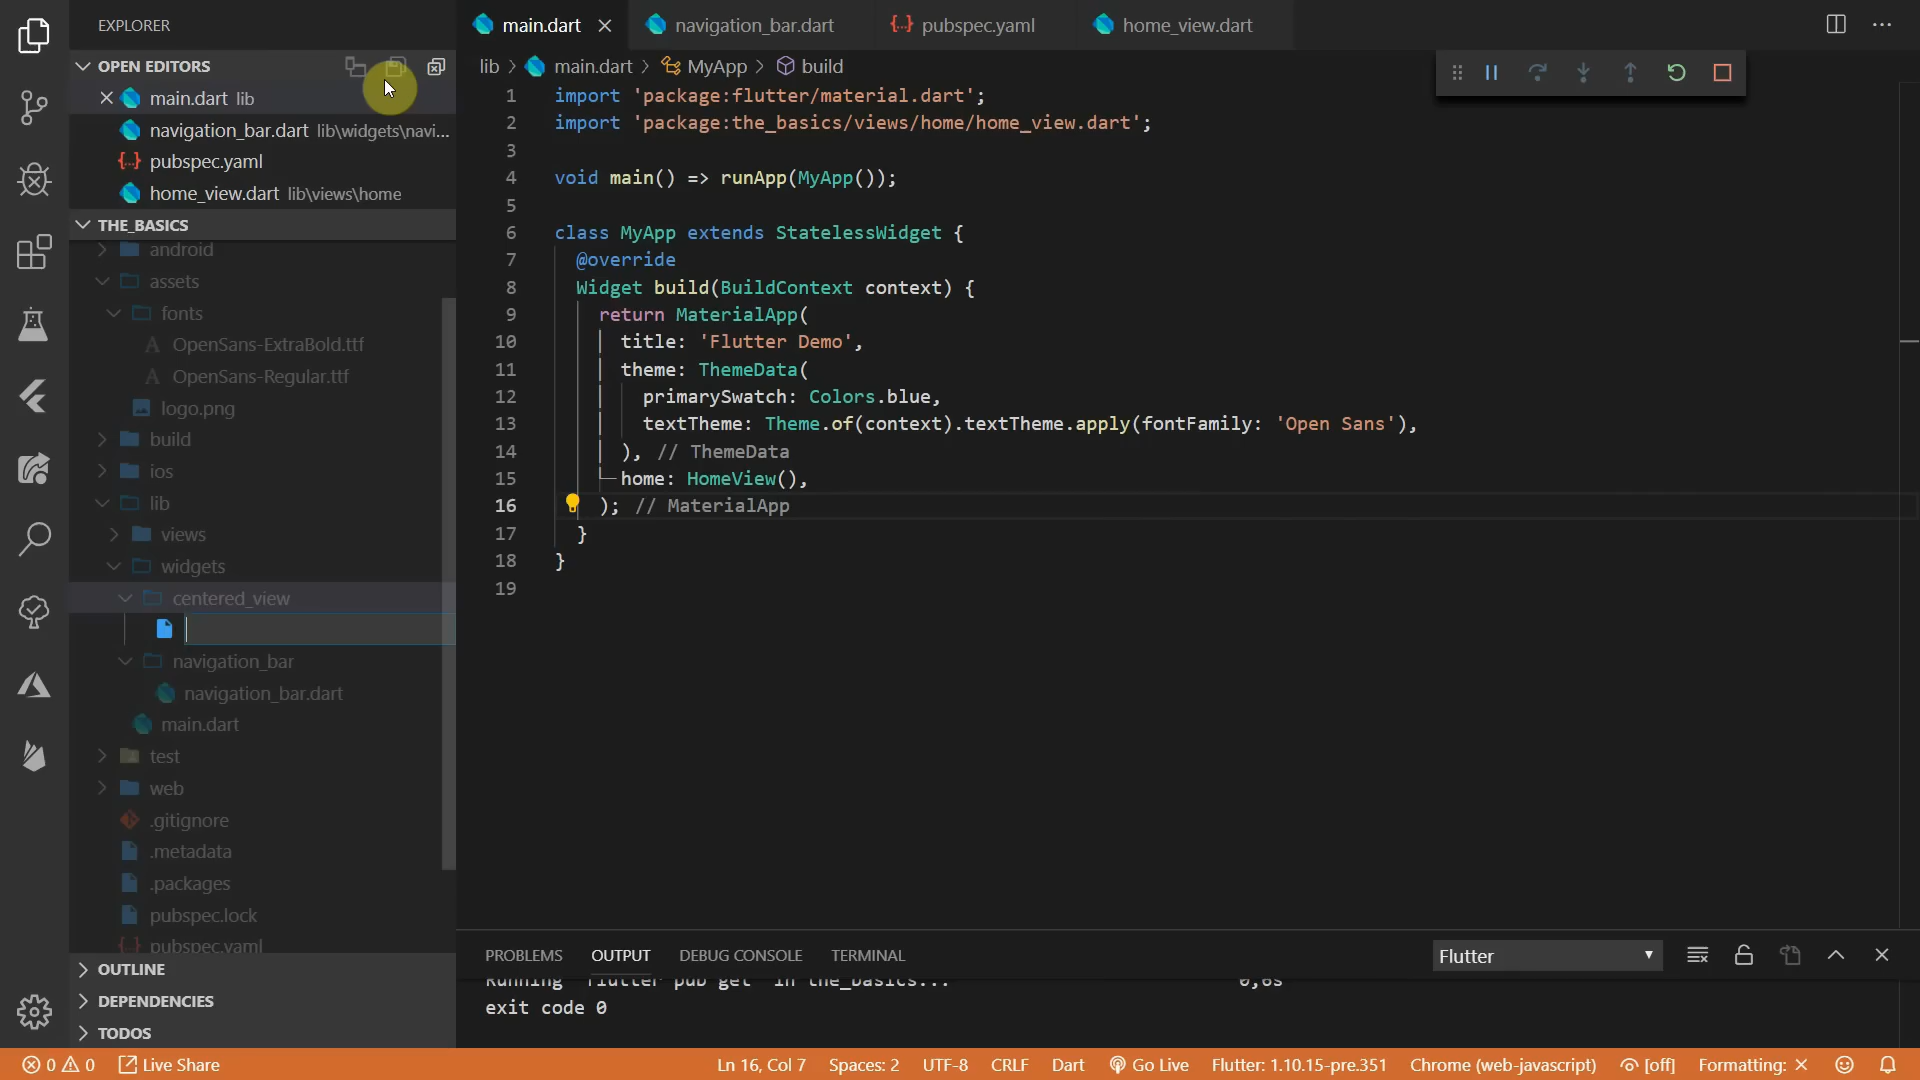 EXPLORER
OPEN EDITORS
main.dart lib
navigation_bar.dart lib\widgets\navi...
pubspec.yaml
home_view.dart lib\views\home
THE_BASICS
android
assets
fonts
OpenSans-ExtraBold.ttf
OpenSans-Regular.ttf
logo.png
build
ios
lib
views
widgets
centered_view
navigation_bar
navigation_bar.dart
main.dart
test
web
.gitignore
.metadata
.packages
pubspec.lock
pubspec.yaml
OUTLINE
DEPENDENCIES
TODOS
main.dart navigation_bar.dart pubspec.yaml home_view.dart
lib > main.dart > MyApp > build
1 import 'package:flutter/material.dart';
2 import 'package:the_basics/views/home/home_view.dart';
3
4 void main() => runApp(MyApp());
5
6 class MyApp extends StatelessWidget {
7 @override
8 Widget build(BuildContext context) {
9 return MaterialApp(
10 title: 'Flutter Demo',
11 theme: ThemeData(
12 primarySwatch: Colors.blue,
13 textTheme: Theme.of(context).textTheme.apply(fontFamily: 'Open Sans'),
14 ), // ThemeData
15 home: HomeView(),
16 ); // MaterialApp
17 }
18 }
19
PROBLEMS OUTPUT DEBUG CONSOLE TERMINAL Flutter
Running "flutter pub get" in the_basics... 0,6s
exit code 0
0 0 Live Share Ln 16, Col 7 Spaces: 2 UTF-8 CRLF Dart Go Live Flutter: 1.10.15-pre.351 Chrome (web-javascript) [off] Formatting: ✕